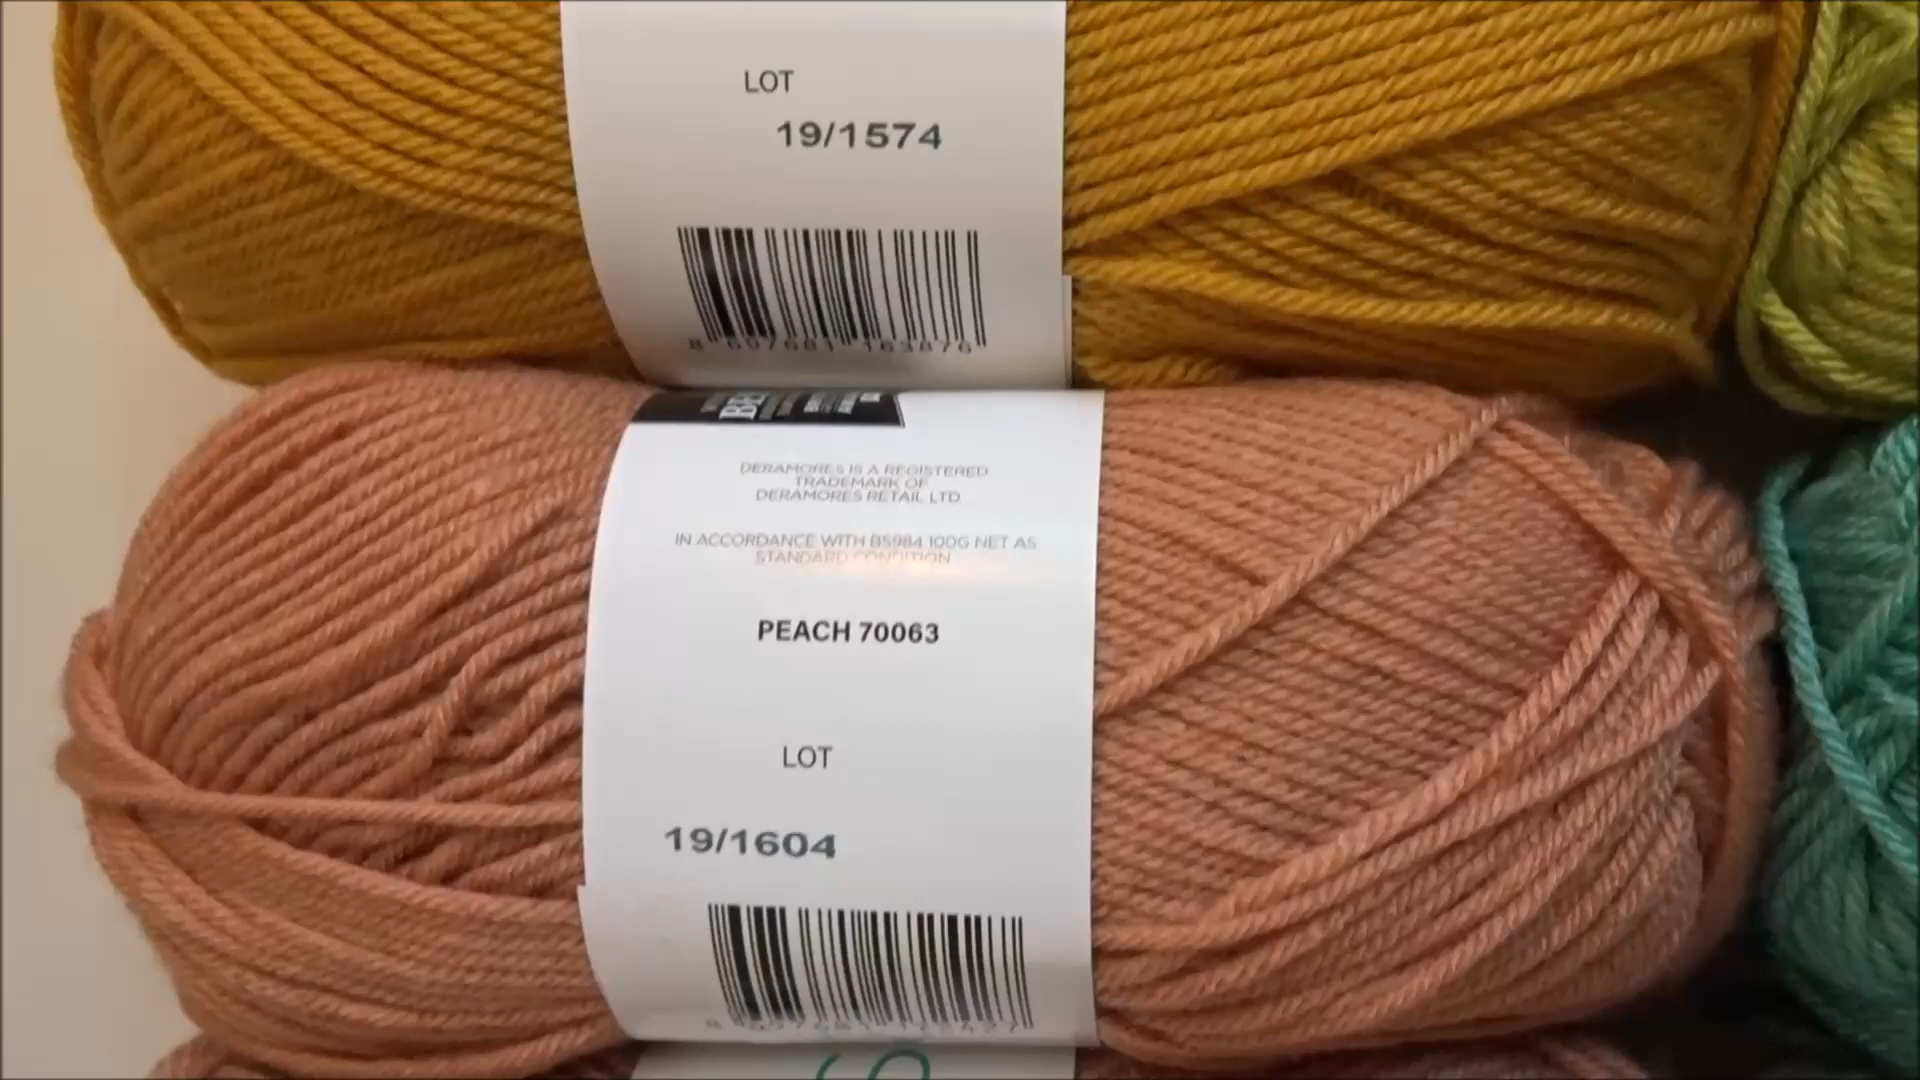 LOT
19/1574
DERAMORES IS A REGISTERED
TRADEMARK OF
DERAMORES RETAIL LTD
IN ACCORDANCE WITH BS984 100G NET AS
STANDARD CONDITION
PEACH 70063
LOT
19/1604